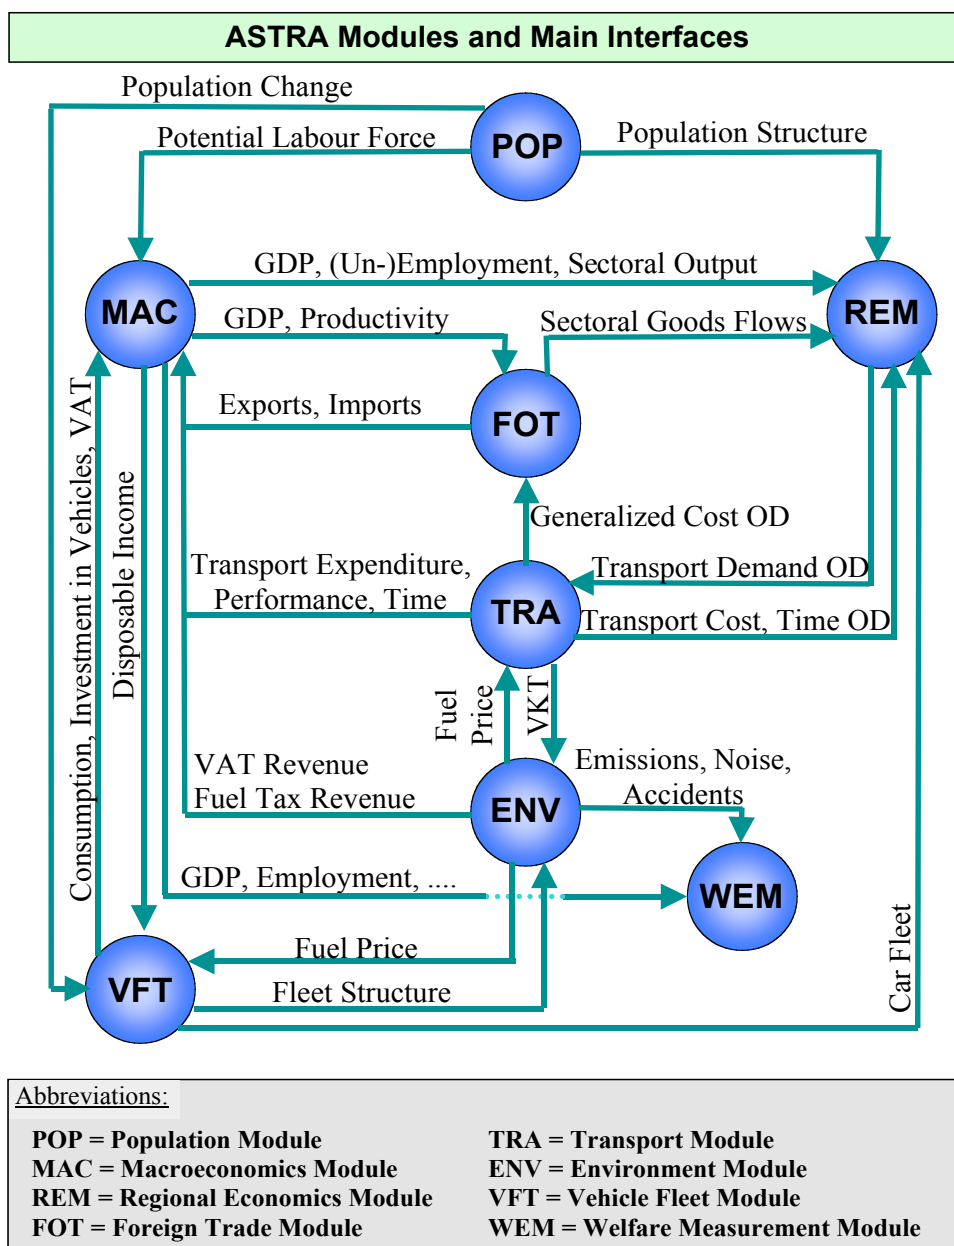 ASTRA Modules and Main Interfaces
Population Change
Potential Labour Force
POP
Population Structure
GDP, (Un-)Employment, Sectoral Output
MAC
REM
GDP, Productivity
Sectoral Goods Flows
Exports, Imports
FOT
Generalized Cost OD
Consumption, Investment in Vehicles, VAT
Disposable Income
Transport Expenditure,
Performance, Time
TRA
Transport Demand OD
Transport Cost, Time OD
Fuel
Price
VKT
VAT Revenue
Fuel Tax Revenue
ENV
Emissions, Noise,
Accidents
GDP, Employment, ....
WEM
Fuel Price
VFT
Fleet Structure
Car Fleet
Abbreviations:
POP = Population Module
MAC = Macroeconomics Module
REM = Regional Economics Module
FOT = Foreign Trade Module
TRA = Transport Module
ENV = Environment Module
VFT = Vehicle Fleet Module
WEM = Welfare Measurement Module